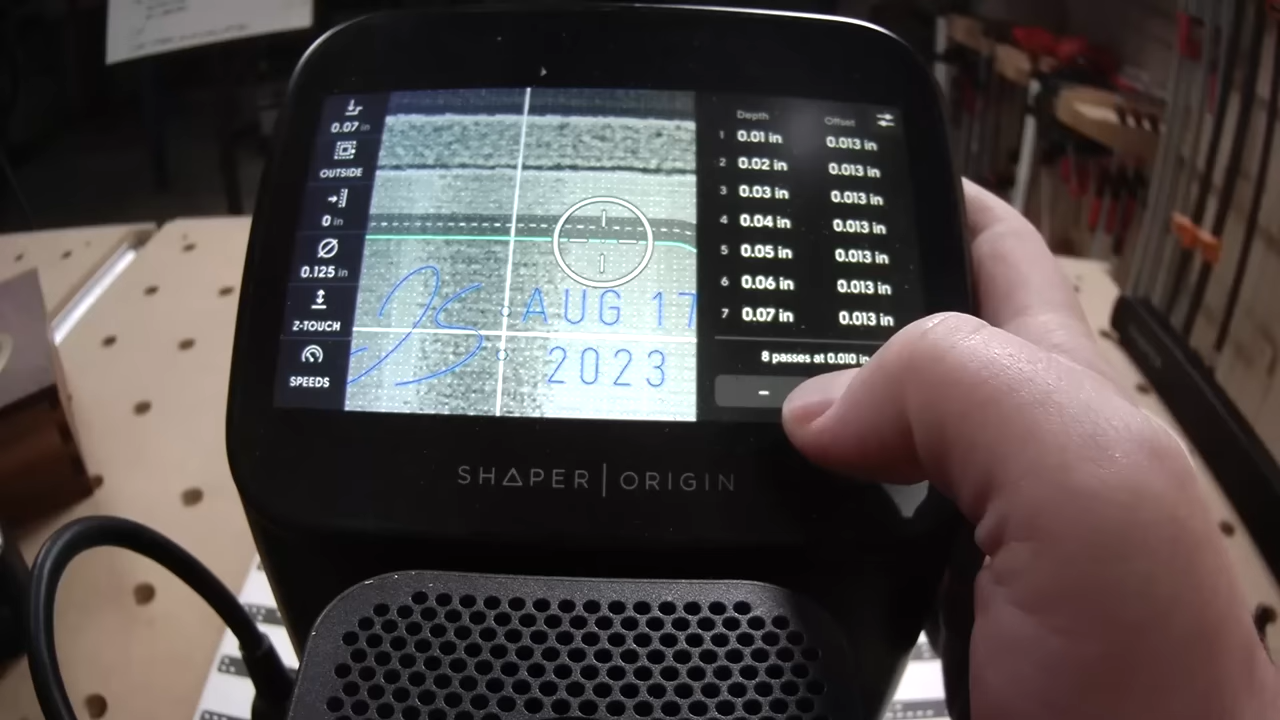 0.07 in
OUTSIDE
0 in
0.125 in
Z-TOUCH
SPEEDS
AUG 17
2023
Depth Offset
1 0.01 in 0.013 in
2 0.02 in 0.013 in
3 0.03 in 0.013 in
4 0.04 in 0.013 in
5 0.05 in 0.013 in
6 0.06 in 0.013 in
7 0.07 in 0.013 in
8 passes at 0.010 in
-
SHAPER | ORIGIN